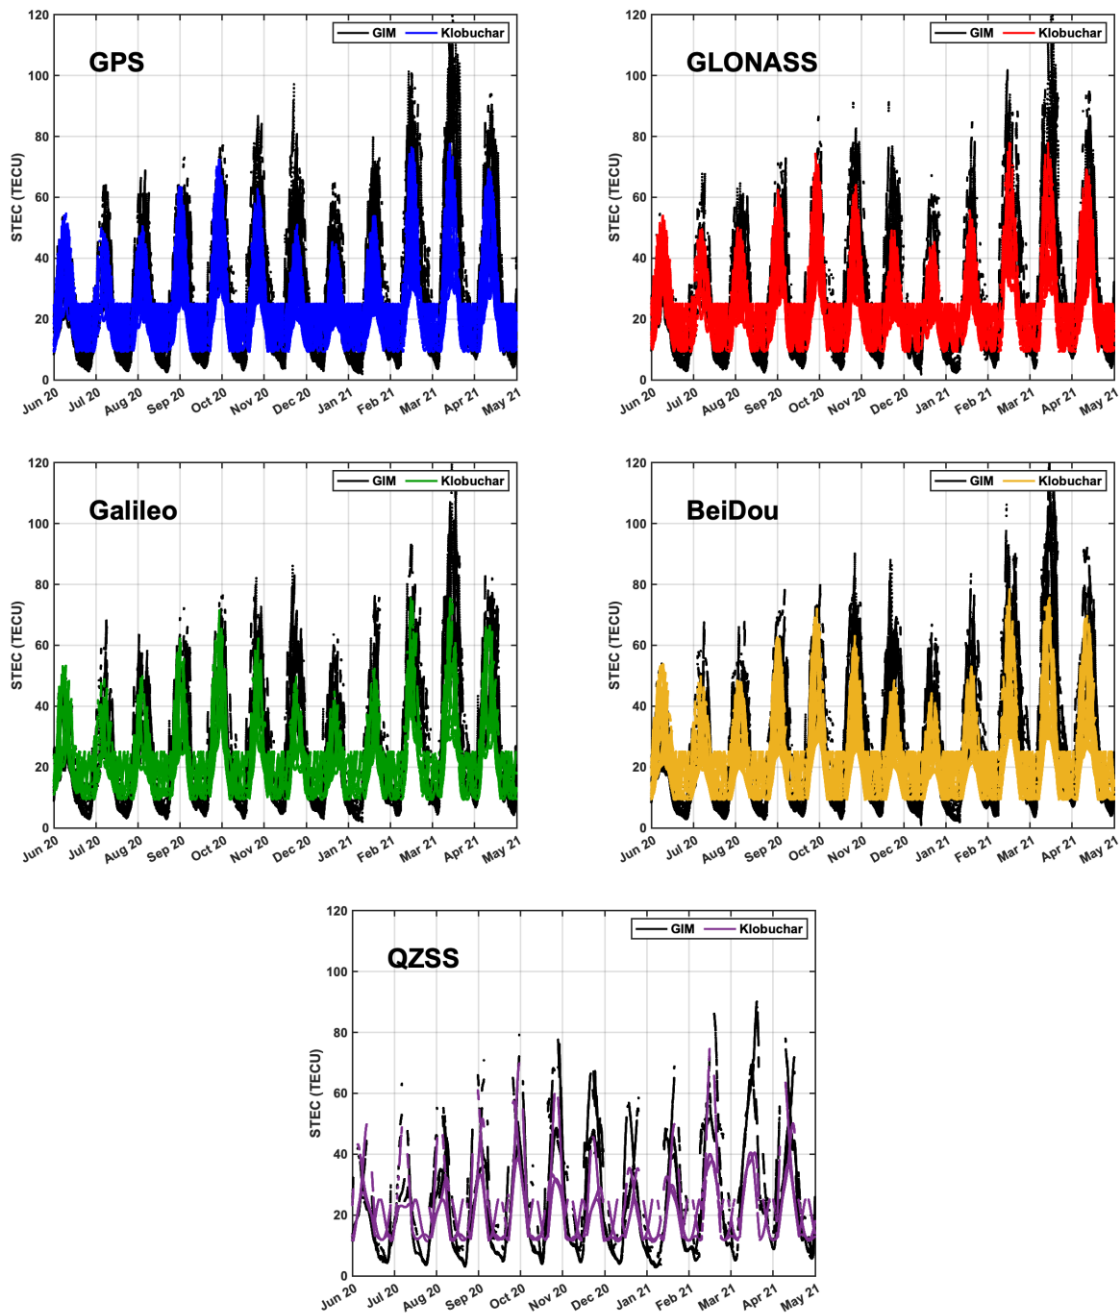 GPS
GIM Klobuchar
STEC (TECU)
120
100
80
60
40
20
0
Jun 20 Jul 20 Aug 20 Sep 20 Oct 20 Nov 20 Dec 20 Jan 21 Feb 21 Mar 21 Apr 21 May 21
GLONASS
GIM Klobuchar
STEC (TECU)
120
100
80
60
40
20
0
Jun 20 Jul 20 Aug 20 Sep 20 Oct 20 Nov 20 Dec 20 Jan 21 Feb 21 Mar 21 Apr 21 May 21
Galileo
GIM Klobuchar
STEC (TECU)
120
100
80
60
40
20
0
Jun 20 Jul 20 Aug 20 Sep 20 Oct 20 Nov 20 Dec 20 Jan 21 Feb 21 Mar 21 Apr 21 May 21
BeiDou
GIM Klobuchar
STEC (TECU)
120
100
80
60
40
20
0
Jun 20 Jul 20 Aug 20 Sep 20 Oct 20 Nov 20 Dec 20 Jan 21 Feb 21 Mar 21 Apr 21 May 21
QZSS
GIM Klobuchar
STEC (TECU)
120
100
80
60
40
20
0
Jun 20 Jul 20 Aug 20 Sep 20 Oct 20 Nov 20 Dec 20 Jan 21 Feb 21 Mar 21 Apr 21 May 21